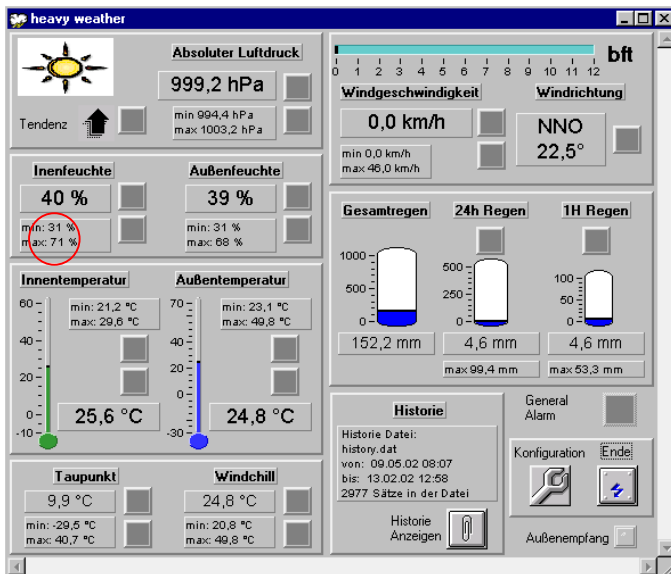 heavy weather
Absoluter Luftdruck
999,2 hPa
Tendenz
min 994,4 hPa
max 1003,2 hPa
Inenfeuchte
40 %
min: 31 %
max: 71 %
Außenfeuchte
39 %
min: 31 %
max: 68 %
Innentemperatur
60
40
20
0
-10
min: 21,2 °C
max: 29,6 °C
25,6 °C
Außentemperatur
70
40
20
0
-30
min: 23,1 °C
max: 49,8 °C
24,8 °C
Taupunkt
9,9 °C
min: -29,5 °C
max: 40,7 °C
Windchill
24,8 °C
min: 20,8 °C
max: 49,8 °C
bft
0 1 2 3 4 5 6 7 8 9 10 11 12
Windgeschwindigkeit
0,0 km/h
min 0,0 km/h
max 46,0 km/h
Windrichtung
NNO
22,5°
Gesamtregen
1000
500
0
152,2 mm
24h Regen
500
250
0
4,6 mm
max 99,4 mm
1H Regen
100
50
0
4,6 mm
max 53,3 mm
Historie
Historie Datei:
history.dat
von: 09.05.02 08:07
bis: 13.02.02 12:58
2977 Sätze in der Datei
Historie
Anzeigen
General
Alarm
Konfiguration
Ende
Außenempfang